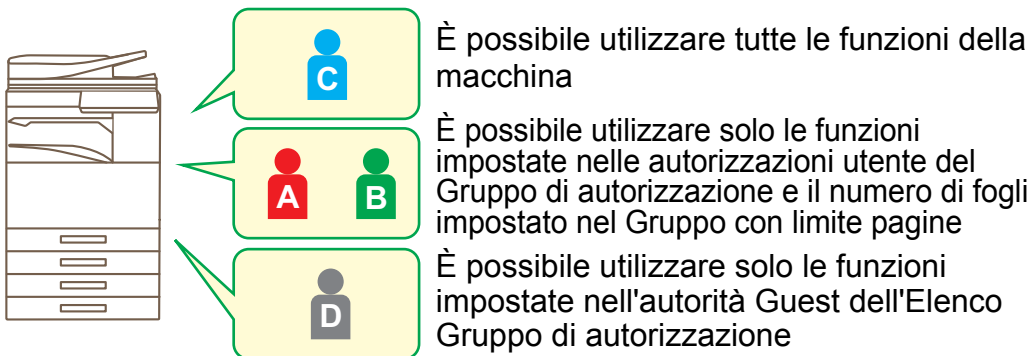 C
È possibile utilizzare tutte le funzioni della
macchina
A B
È possibile utilizzare solo le funzioni
impostate nelle autorizzazioni utente del
Gruppo di autorizzazione e il numero di fogli
impostato nel Gruppo con limite pagine
D
È possibile utilizzare solo le funzioni
impostate nell'autorità Guest dell'Elenco
Gruppo di autorizzazione